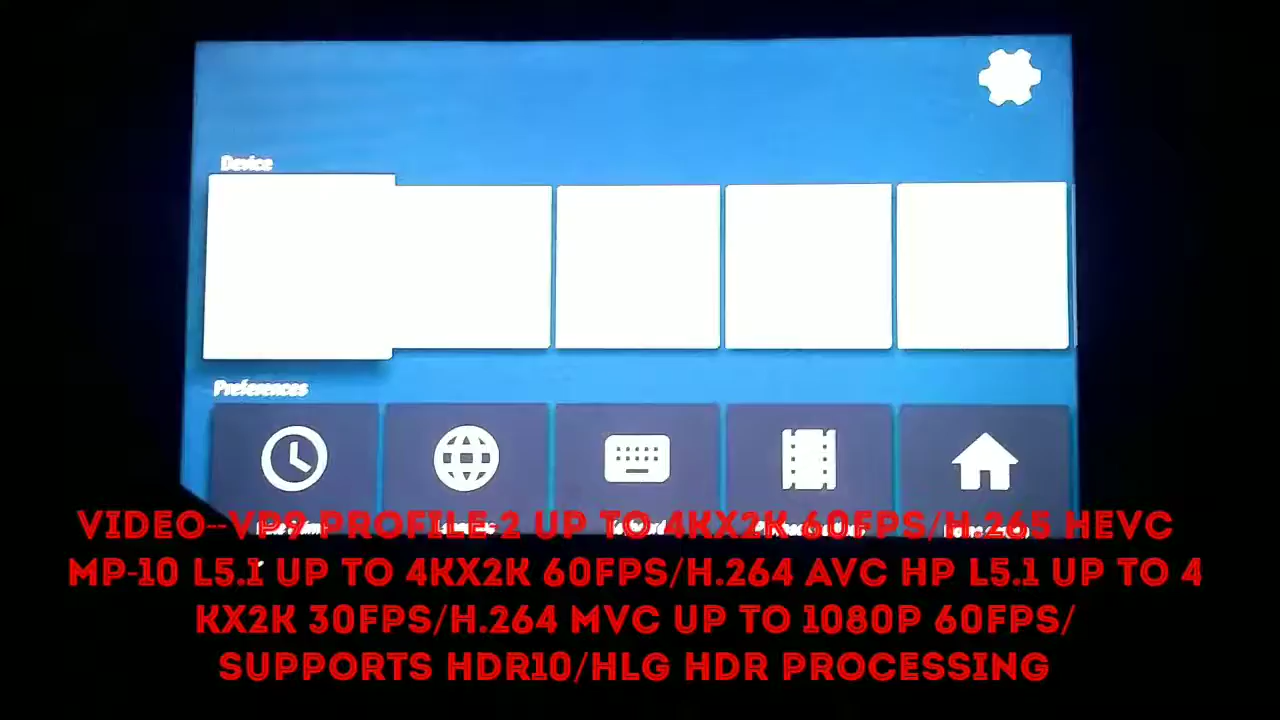 Device
Preferences
VIDEO--VP9 PROFILE-2 UP TO 4KX2K 60FPS/H.265 HEVC
MP-10 L5.1 UP TO 4KX2K 60FPS/H.264 AVC HP L5.1 UP TO 4
KX2K 30FPS/H.264 MVC UP TO 1080P 60FPS/
SUPPORTS HDR10/HLG HDR PROCESSING